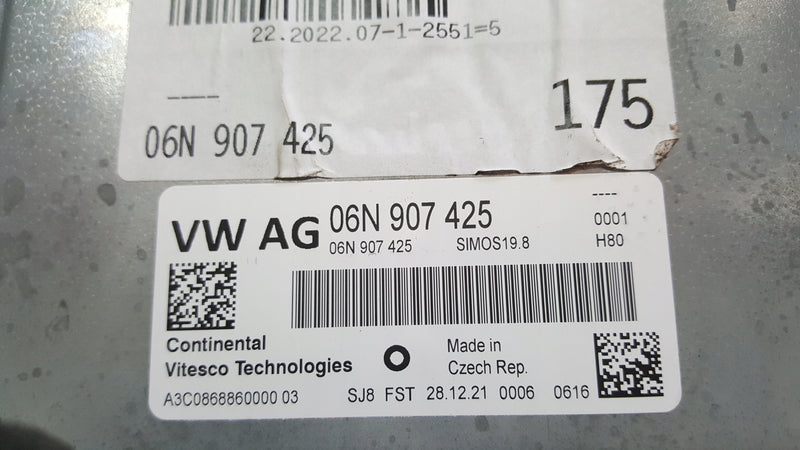 22.2022.07-1-2551=5
----
175
06N 907 425
VW AG 06N 907 425
----
0001
06N 907 425 SIMOS19.8 H80
Continental
Vitesco Technologies
Made in
Czech Rep.
A3C0868860000 03 SJ8 FST 28.12.21 0006 0616